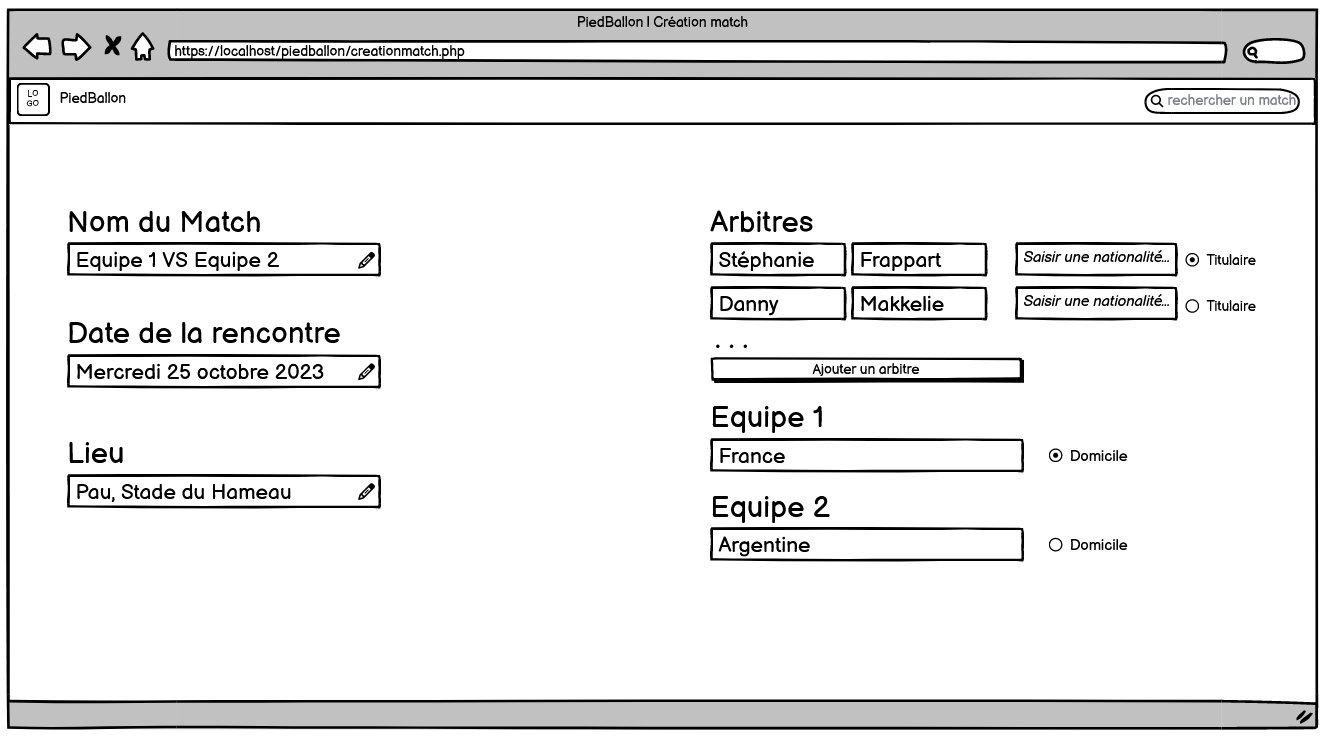 PiedBallon | Création match
https://localhost/piedballon/creationmatch.php
LO
GO
PiedBallon
rechercher un match
Nom du Match
Equipe 1 VS Equipe 2
Date de la rencontre
Mercredi 25 octobre 2023
Lieu
Pau, Stade du Hameau
Arbitres
Stéphanie Frappart Saisir une nationalité... Titulaire
Danny Makkelie Saisir une nationalité... Titulaire
...
Ajouter un arbitre
Equipe 1
France Domicile
Equipe 2
Argentine Domicile